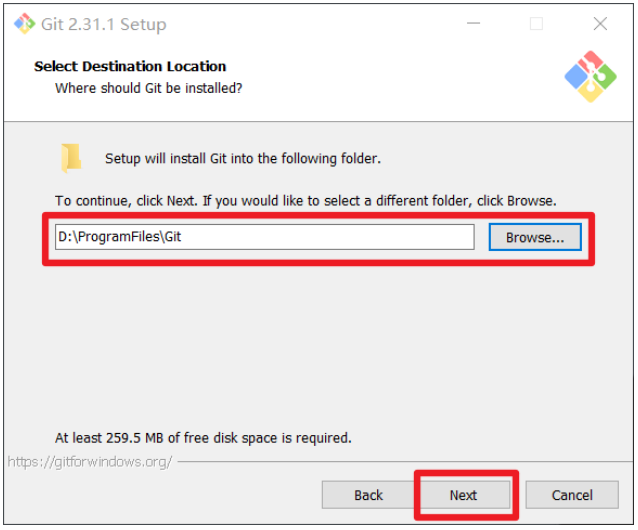 Git 2.31.1 Setup
Select Destination Location
Where should Git be installed?
Setup will install Git into the following folder.
To continue, click Next. If you would like to select a different folder, click Browse.
D:\ProgramFiles\Git
Browse...
At least 259.5 MB of free disk space is required.
https://gitforwindows.org/
Back
Next
Cancel